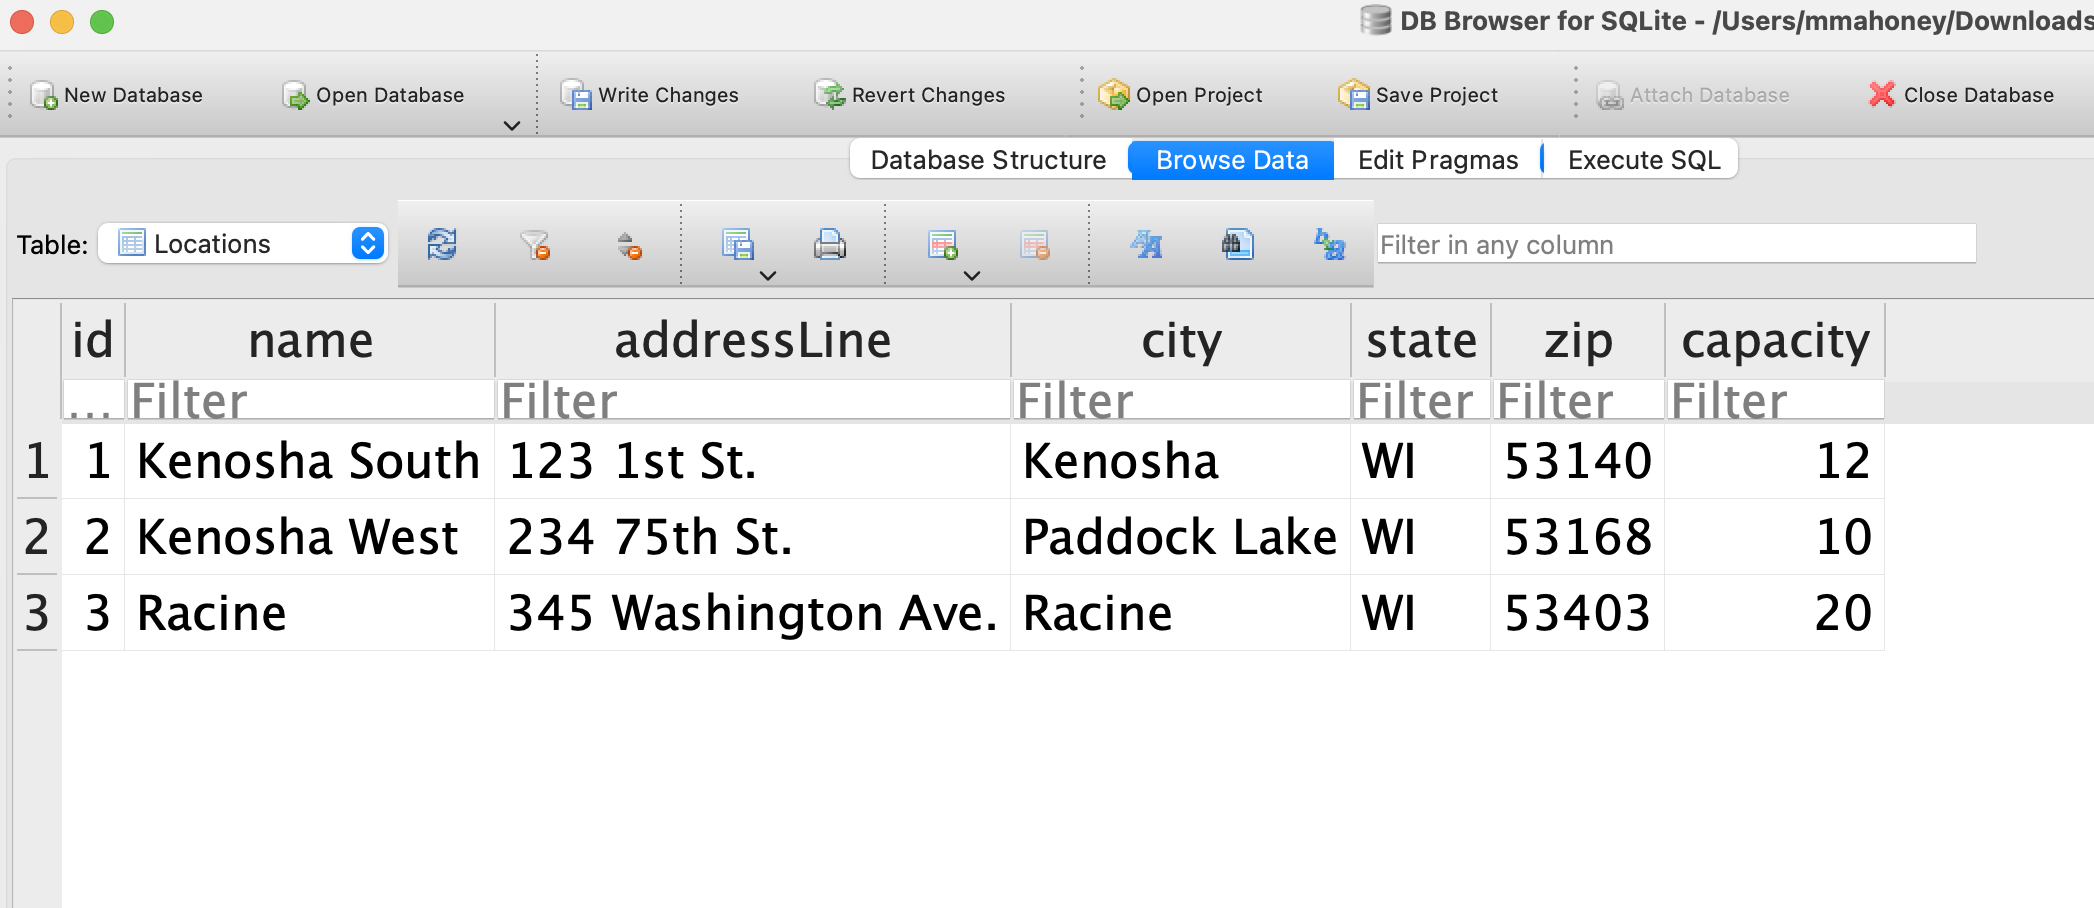 DB Browser for SQLite - /Users/mmahoney/Downloads
New Database Open Database Write Changes Revert Changes Open Project Save Project Attach Database Close Database
Database Structure Browse Data Edit Pragmas Execute SQL
Table: Locations Filter in any column
id name addressLine city state zip capacity
... Filter Filter Filter Filter Filter Filter
1 1 Kenosha South 123 1st St. Kenosha WI 53140 12
2 2 Kenosha West 234 75th St. Paddock Lake WI 53168 10
3 3 Racine 345 Washington Ave. Racine WI 53403 20